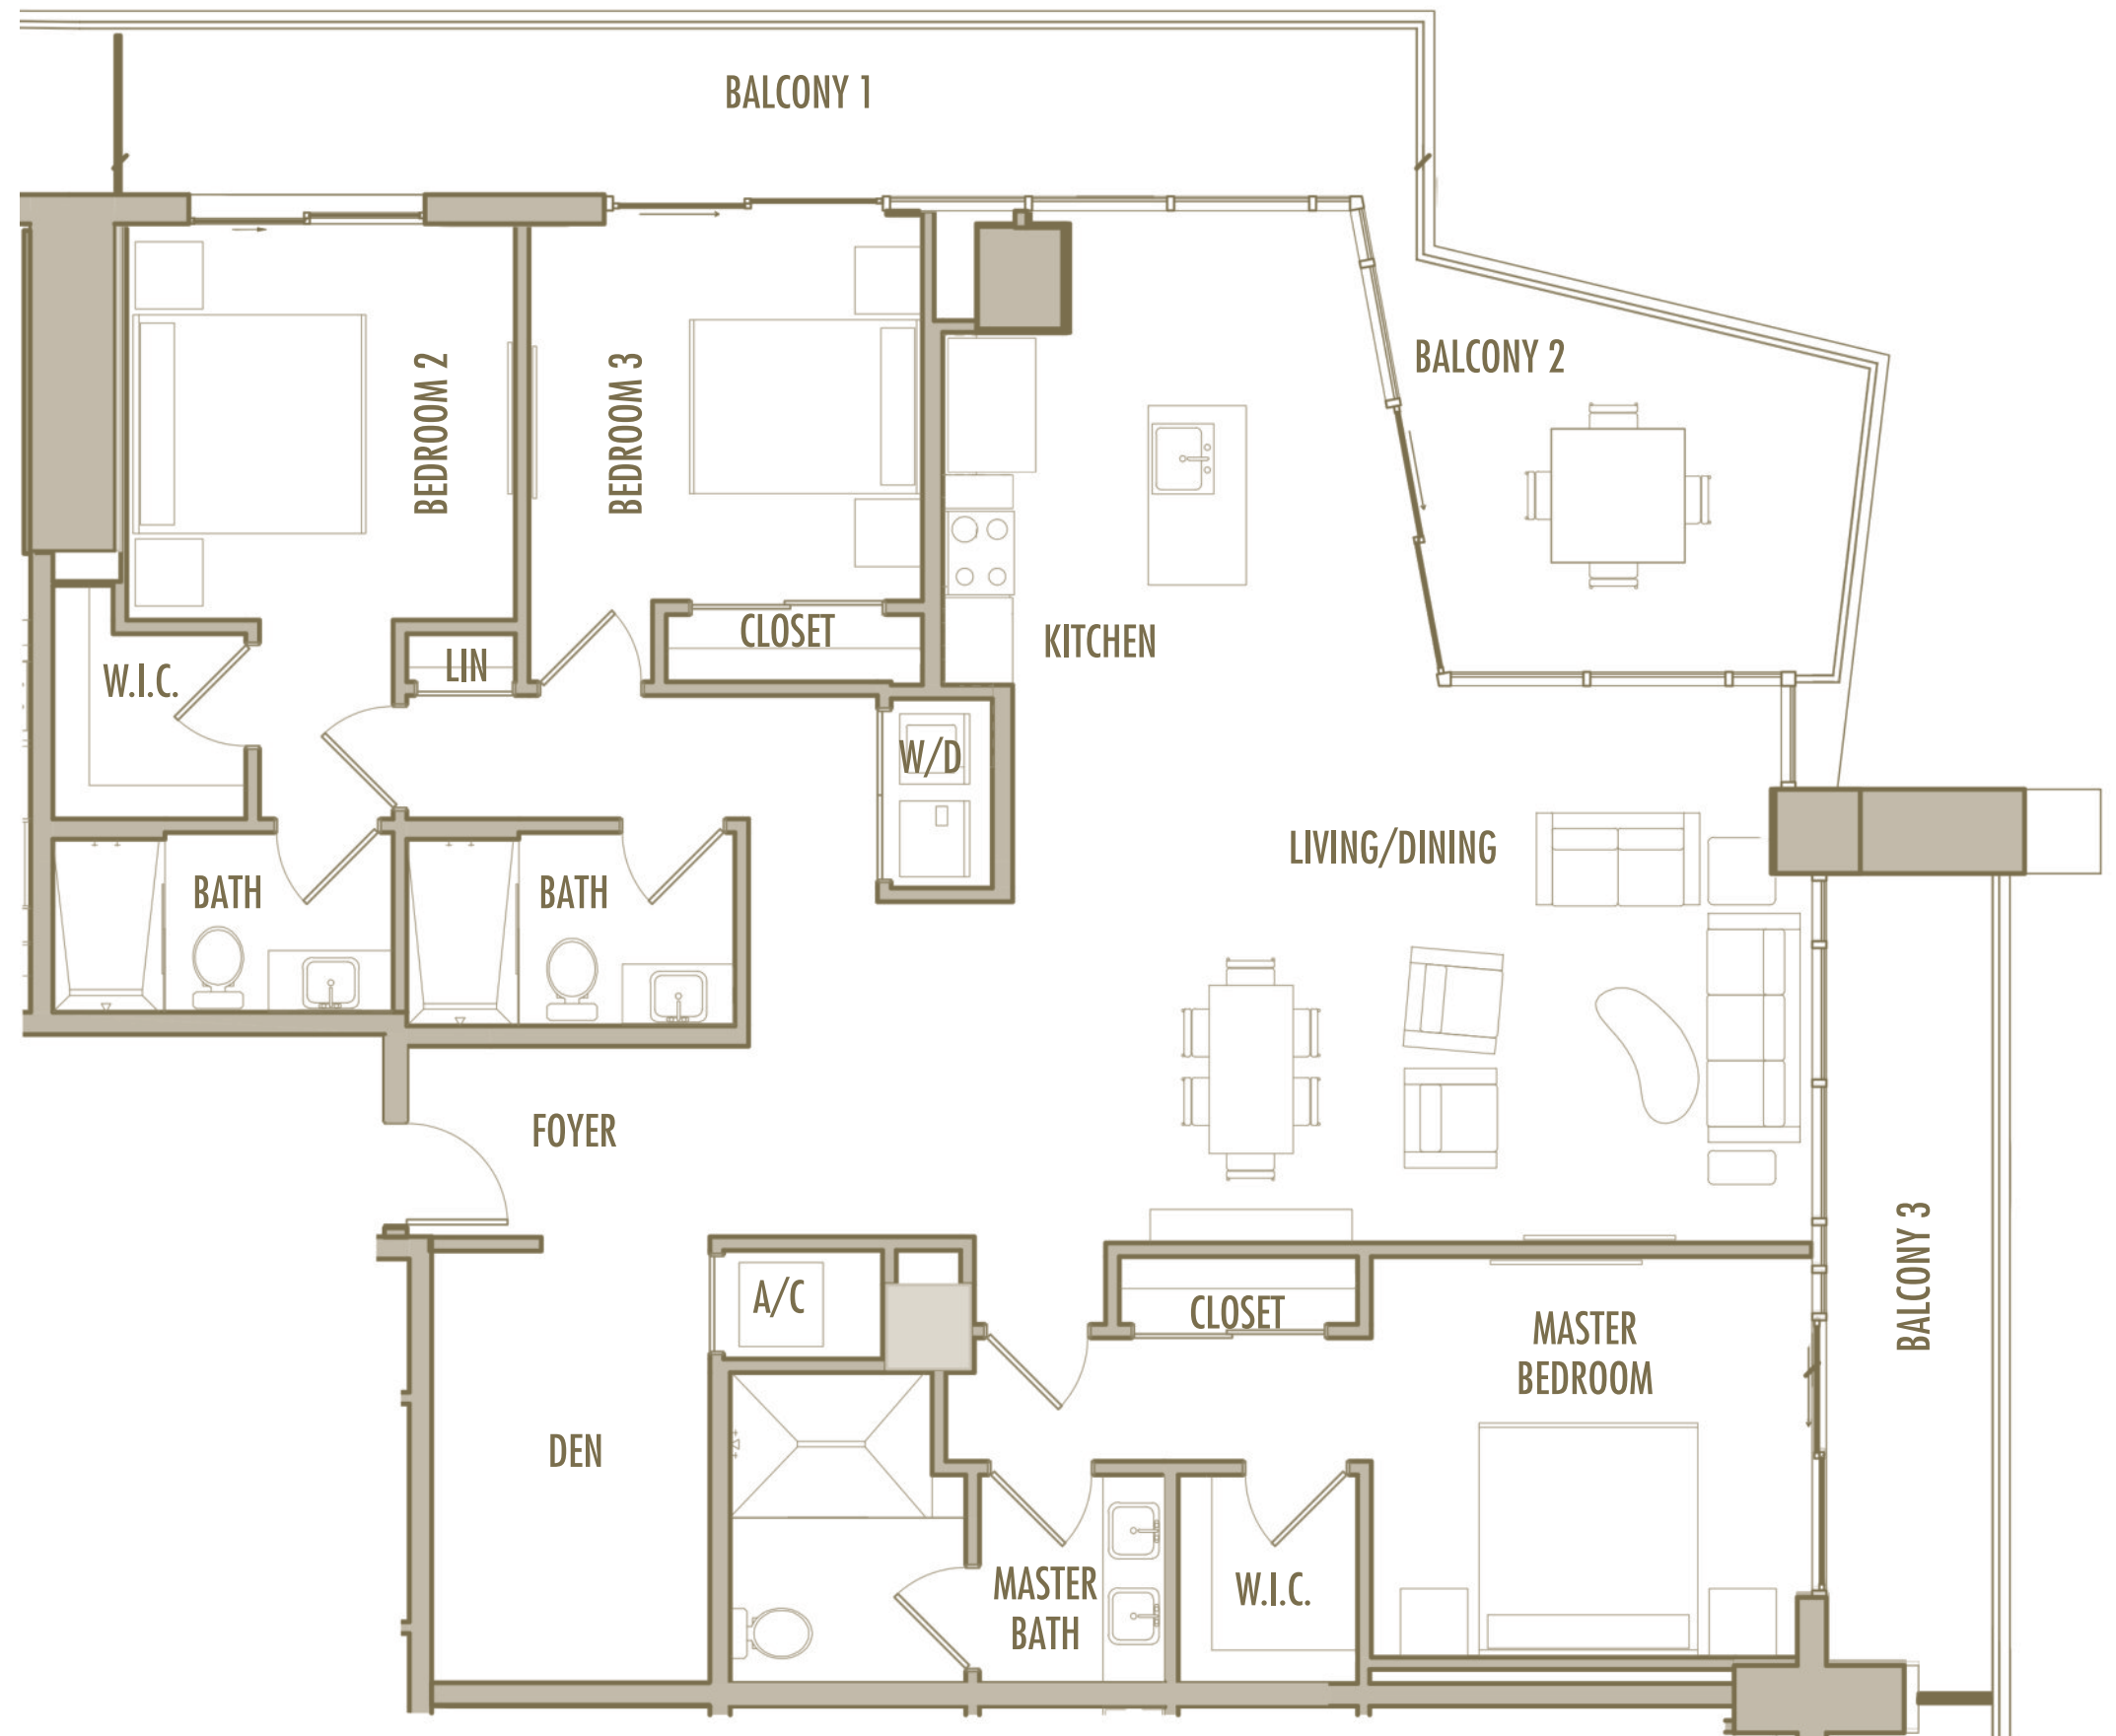 BALCONY 1
BALCONY 2
BEDROOM 2
BEDROOM 3
CLOSET
KITCHEN
W.I.C.
LIN
W/D
LIVING/DINING
BATH
BATH
FOYER
BALCONY 3
A/C
CLOSET
MASTER
BEDROOM
DEN
MASTER
BATH
W.I.C.